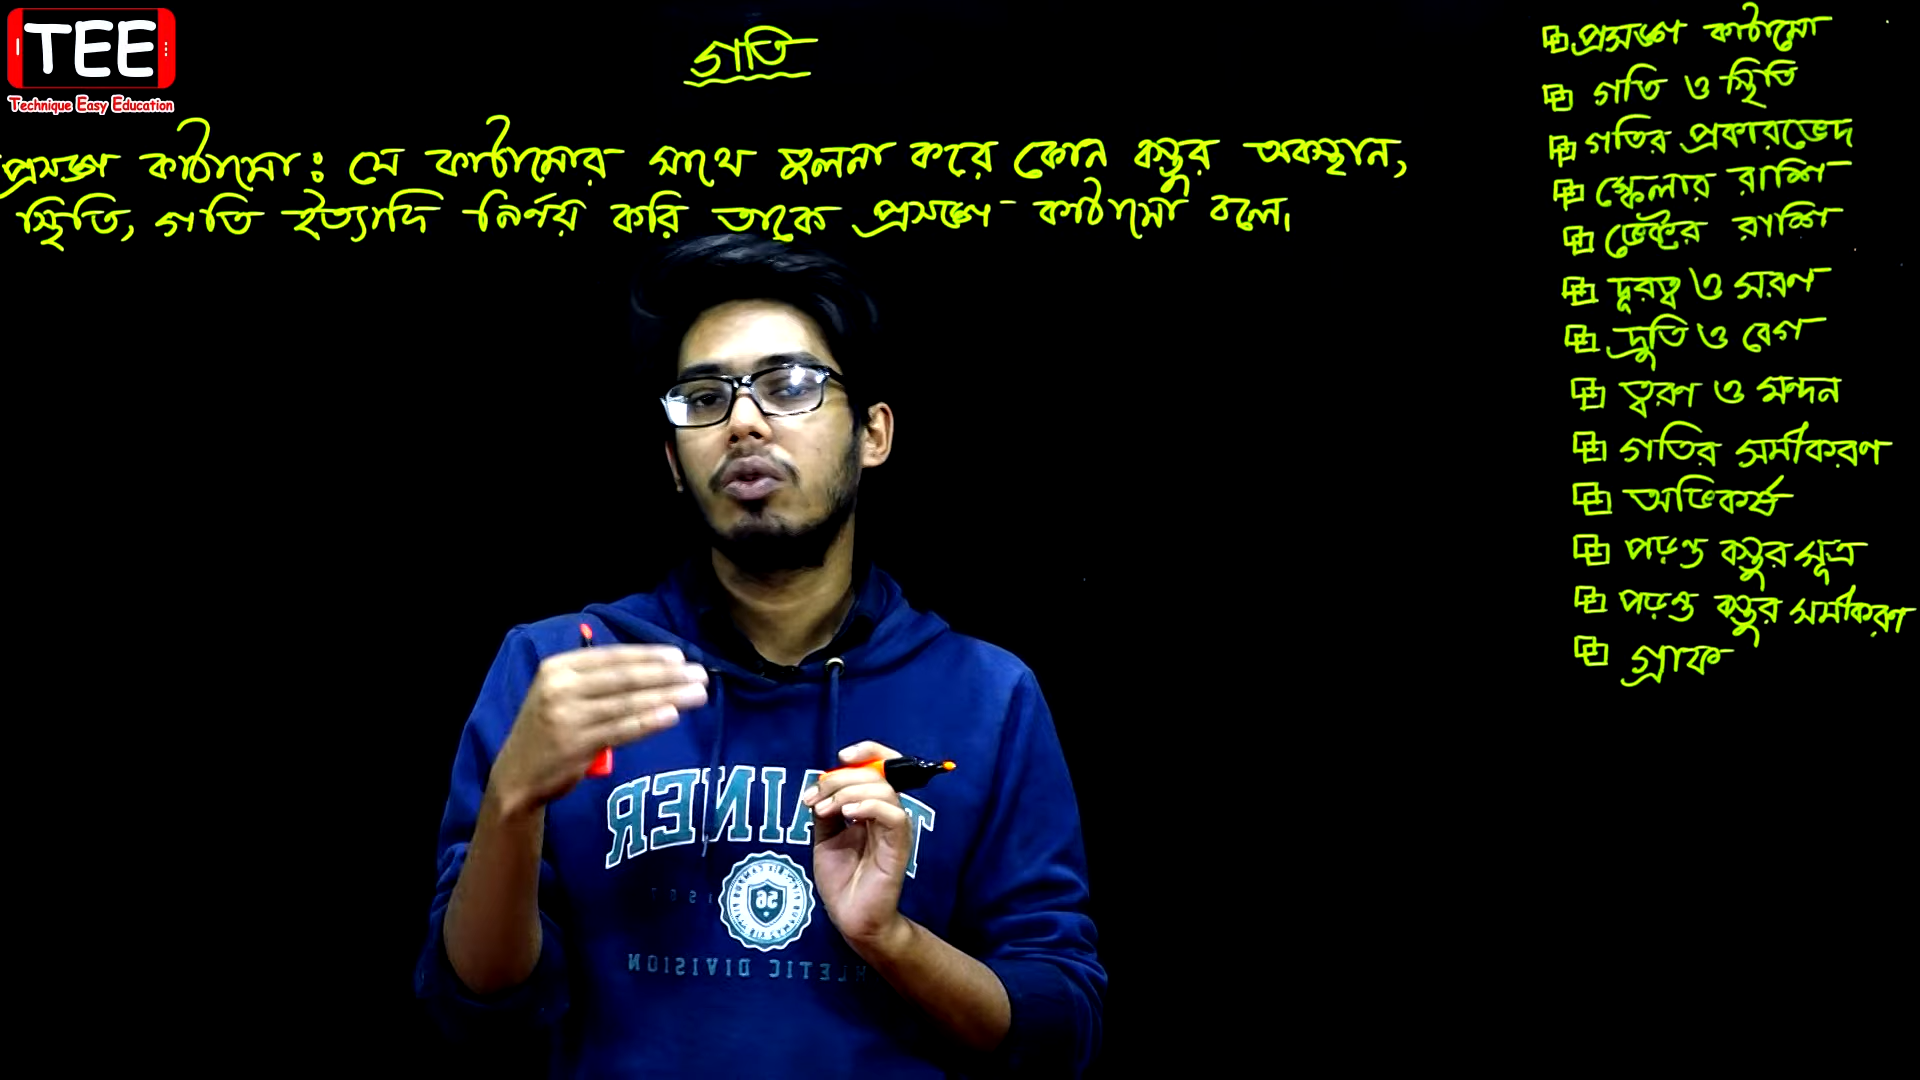 TEE
Technique Easy Education
গতি
প্রসঙ্গ কাঠামো : যে কাঠামোর সাথে তুলনা করে কোন বস্তুর অবস্থান,
স্থিতি, গতি ইত্যাদি নির্ণয় করি তাকে প্রসঙ্গ কাঠামো বলে।
প্রসঙ্গ কাঠামো
গতি ও স্থিতি
গতির প্রকারভেদ
স্কেলার রাশি
ভেক্টর রাশি
দূরত্ব ও সরণ
দ্রুতি ও বেগ
ত্বরণ ও মন্দন
গতির সমীকরণ
অভিকর্ষ
পড়ন্ত বস্তুর সূত্র
পড়ন্ত বস্তুর সমীকরণ
গ্রাফ
TRAINER
56
ATHLETIC DIVISION